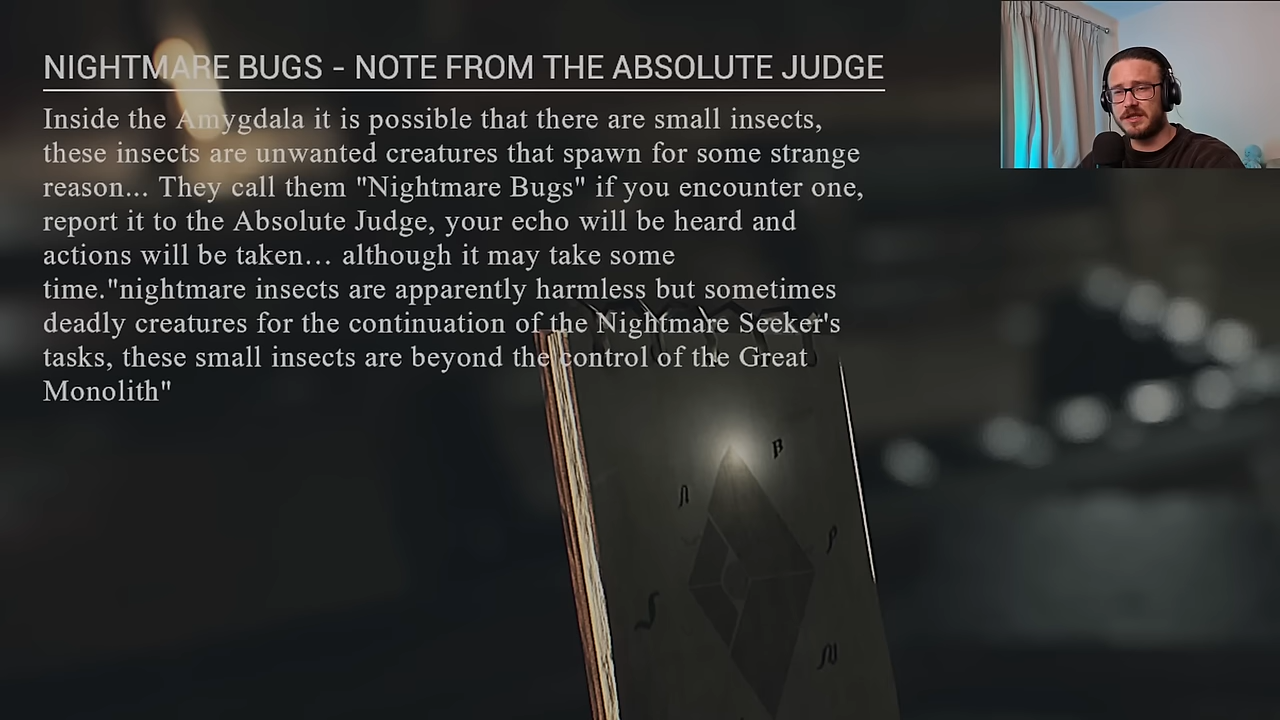 NIGHTMARE BUGS - NOTE FROM THE ABSOLUTE JUDGE
Inside the Amygdala it is possible that there are small insects,
these insects are unwanted creatures that spawn for some strange
reason... They call them "Nightmare Bugs" if you encounter one,
report it to the Absolute Judge, your echo will be heard and
actions will be taken... although it may take some
time."nightmare insects are apparently harmless but sometimes
deadly creatures for the continuation of the Nightmare Seeker's
tasks, these small insects are beyond the control of the Great
Monolith"